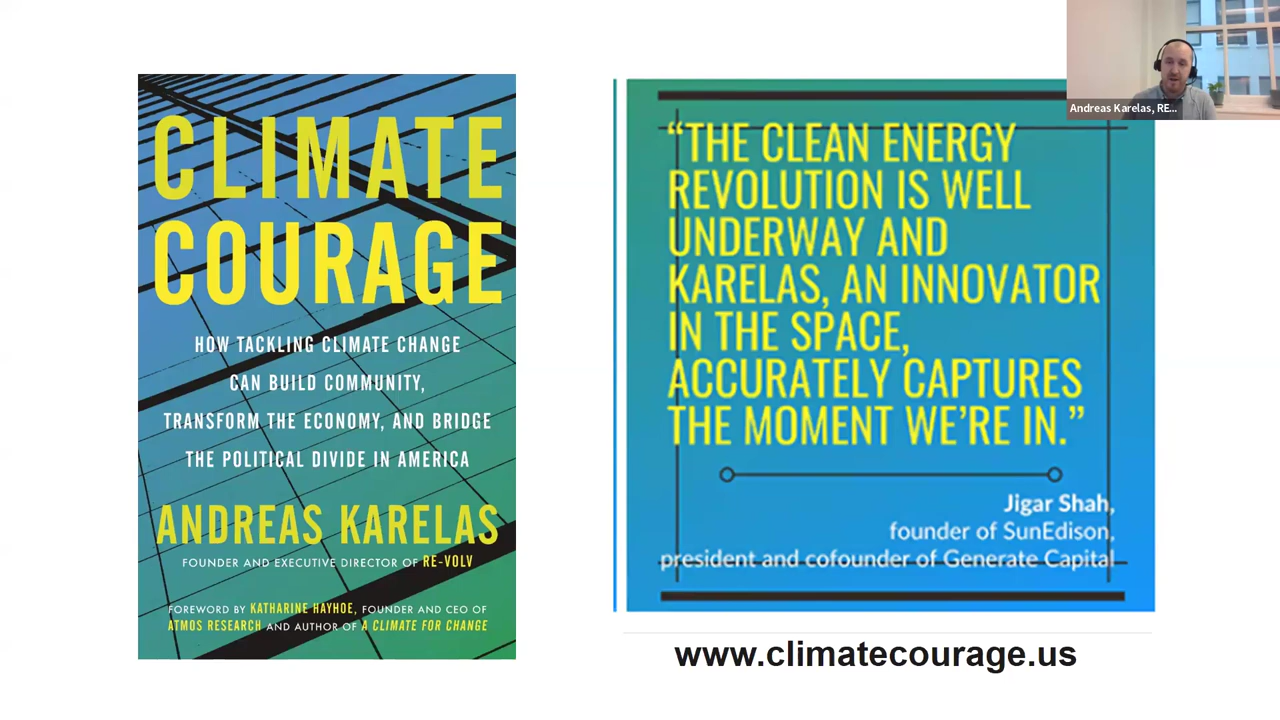 CLIMATE
COURAGE
HOW TACKLING CLIMATE CHANGE
CAN BUILD COMMUNITY,
TRANSFORM THE ECONOMY, AND BRIDGE
THE POLITICAL DIVIDE IN AMERICA
ANDREAS KARELAS
FOUNDER AND EXECUTIVE DIRECTOR OF RE-VOLV
FOREWORD BY KATHARINE HAYHOE, FOUNDER AND CEO OF
ATMOS RESEARCH AND AUTHOR OF A CLIMATE FOR CHANGE
“THE CLEAN ENERGY
REVOLUTION IS WELL
UNDERWAY AND
KARELAS, AN INNOVATOR
IN THE SPACE,
ACCURATELY CAPTURES
THE MOMENT WE’RE IN.”
Jigar Shah,
founder of SunEdison,
president and cofounder of Generate Capital
www.climatecourage.us
Andreas Karelas, RE...